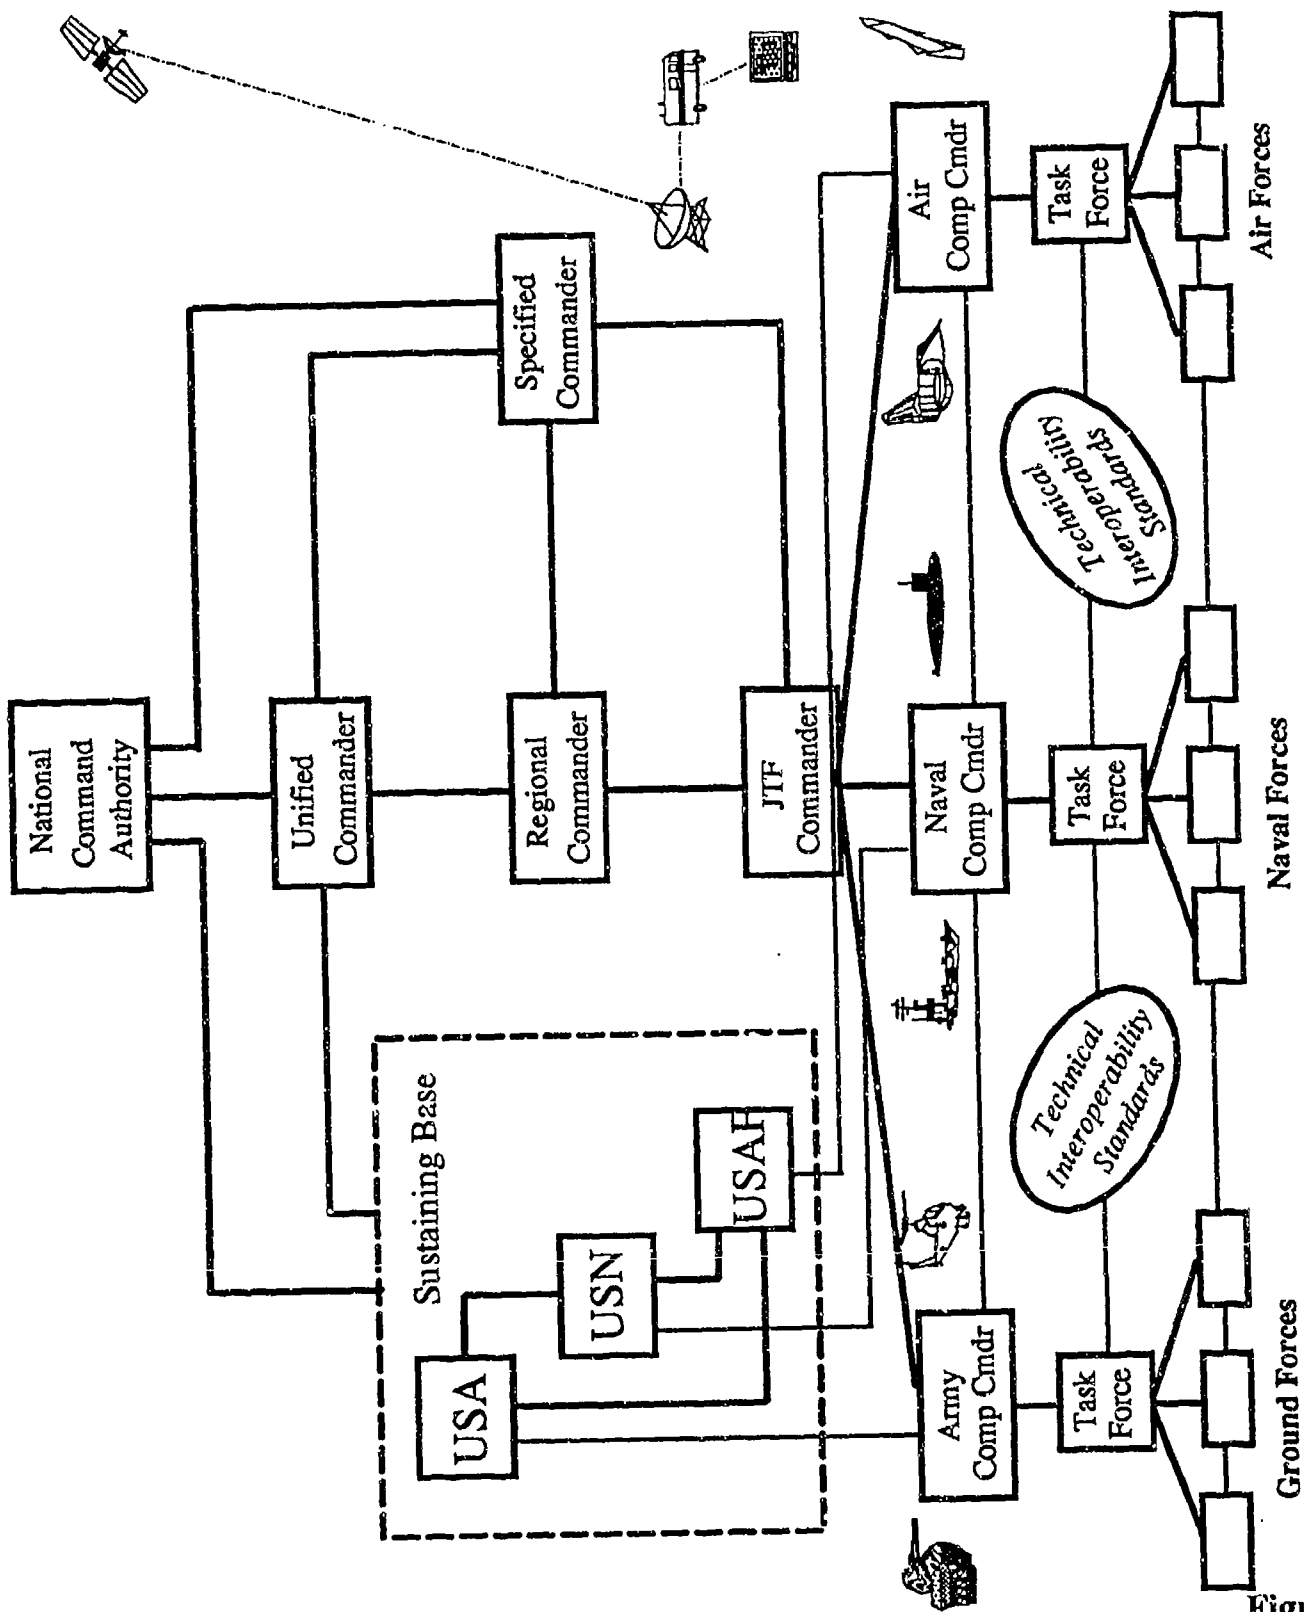 National
Command
Authority
Unified
Commander
Specified
Commander
Regional
Commander
JTF
Commander
Sustaining Base
USA
USN
USAF
Army
Comp Cmdr
Naval
Comp Cmdr
Air
Comp Cmdr
Task
Force
Technical
Interoperability
Standards
Task
Force
Technical
Interoperability
Standards
Task
Force
Ground Forces
Naval Forces
Air Forces